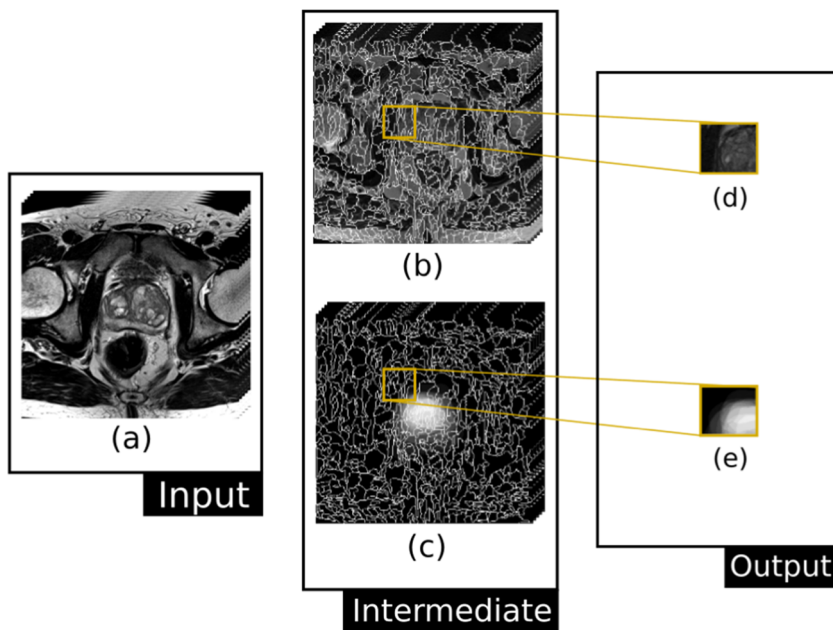 (a)
Input
(b)
(c)
Intermediate
(d)
(e)
Output